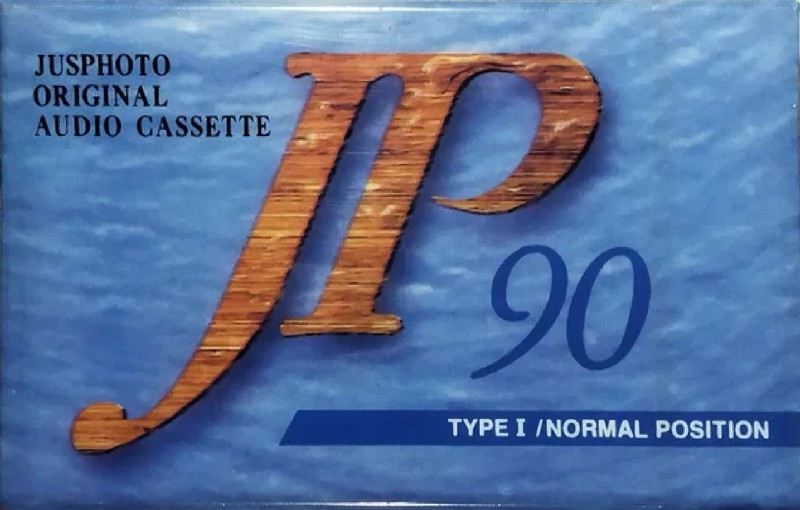 JUSPHOTO
ORIGINAL
AUDIO CASSETTE
JP
90
TYPE I /NORMAL POSITION